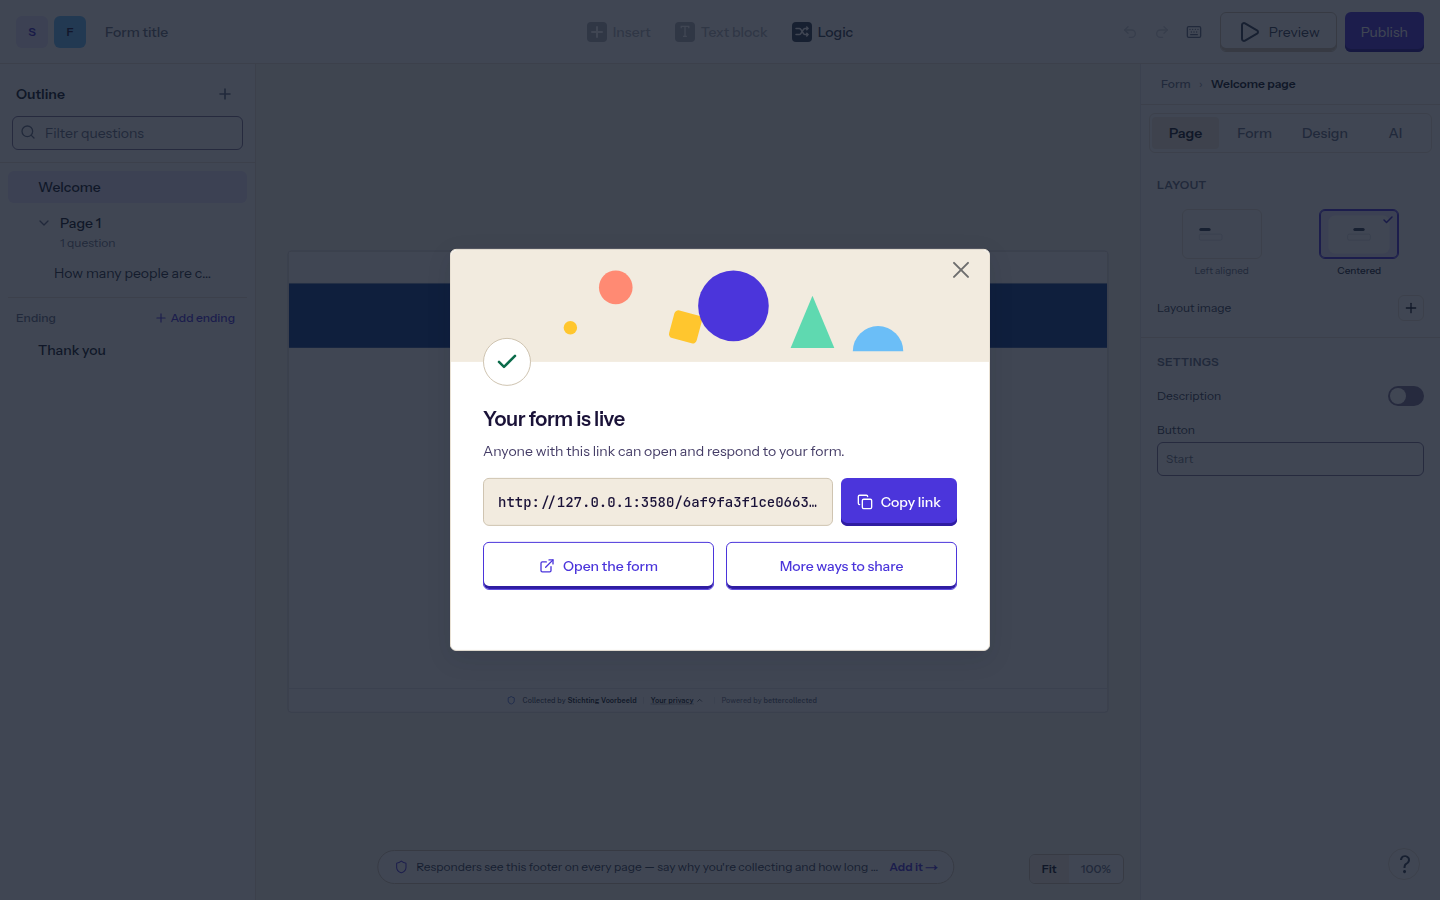 S F Form title Insert Text block Logic Preview Publish
Outline
Filter questions
Welcome
Page 1
1 question
How many people are c...
Ending Add ending
Thank you
Form › Welcome page
Page Form Design AI
LAYOUT
Left aligned Centered
Layout image
SETTINGS
Description
Button
Start
Your form is live
Anyone with this link can open and respond to your form.
http://127.0.0.1:3580/6af9fa3f1ce0663… Copy link
Open the form More ways to share
Collected by Stichting Voorbeeld Your privacy Powered by bettercollected
Responders see this footer on every page — say why you're collecting and how long ... Add it →
Fit 100% ?